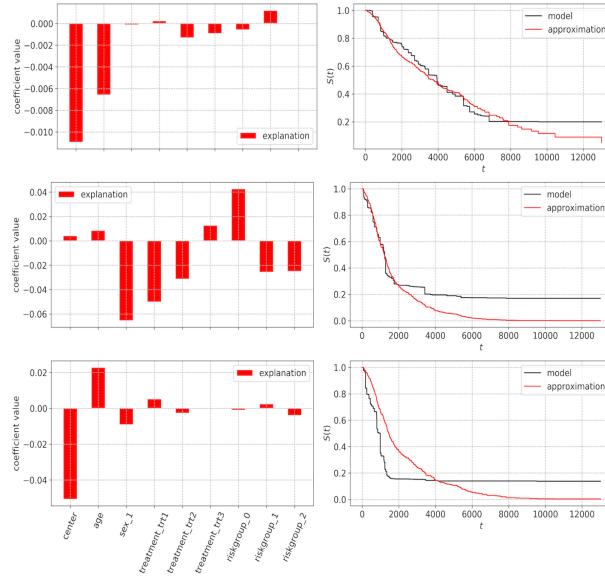 coefficient value
0.000
−0.002
−0.004
−0.006
−0.008
−0.010
explanation
S(t)
1.0
0.8
0.6
0.4
0.2
model
approximation
0 2000 4000 6000 8000 10000 12000
t
coefficient value
0.04
0.02
0.00
−0.02
−0.04
−0.06
explanation
S(t)
1.0
0.8
0.6
0.4
0.2
0.0
model
approximation
0 2000 4000 6000 8000 10000 12000
t
coefficient value
0.02
0.00
−0.02
−0.04
explanation
center
age
sex_1
treatment_trt1
treatment_trt2
treatment_trt3
riskgroup_0
riskgroup_1
riskgroup_2
S(t)
1.0
0.8
0.6
0.4
0.2
0.0
model
approximation
0 2000 4000 6000 8000 10000 12000
t